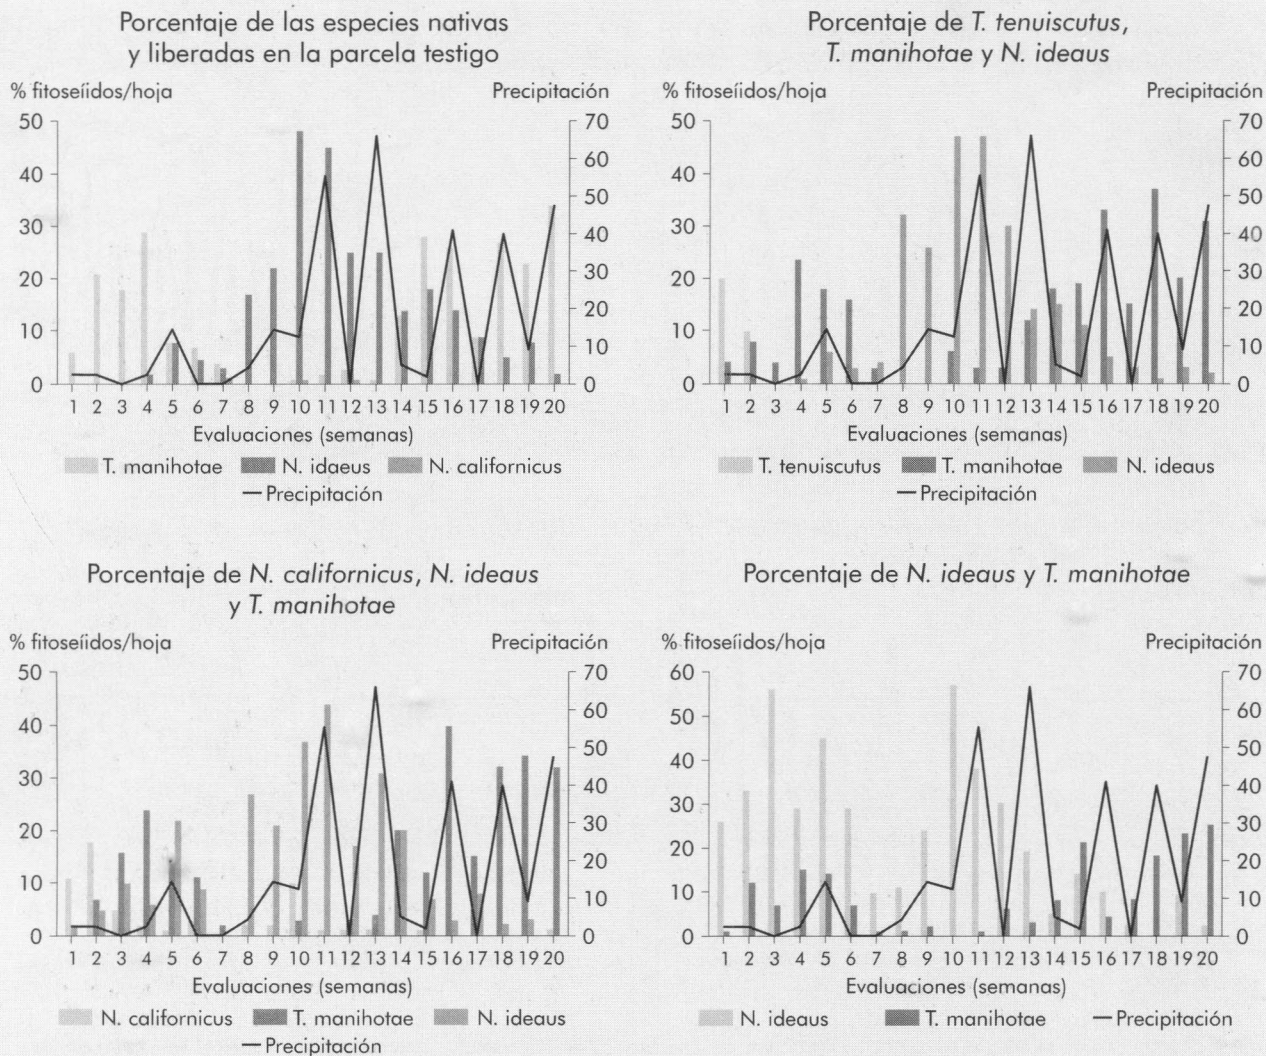 Porcentaje de las especies nativas
y liberadas en la parcela testigo
% fitoseíidos/hoja
Precipitación
50
40
30
20
10
0
70
60
50
40
30
20
10
0
1 2 3 4 5 6 7 8 9 10 11 12 13 14 15 16 17 18 19 20
Evaluaciones (semanas)
T. manihotae N. idaeus N. californicus
Precipitación
Porcentaje de T. tenuiscutus,
T. manihotae y N. ideaus
% fitoseíidos/hoja
Precipitación
50
40
30
20
10
0
70
60
50
40
30
20
10
0
1 2 3 4 5 6 7 8 9 10 11 12 13 14 15 16 17 18 19 20
Evaluaciones (semanas)
T. tenuiscutus T. manihotae N. ideaus
Precipitación
Porcentaje de N. californicus, N. ideaus
y T. manihotae
% fitoseíidos/hoja
Precipitación
50
40
30
20
10
0
70
60
50
40
30
20
10
0
1 2 3 4 5 6 7 8 9 10 11 12 13 14 15 16 17 18 19 20
Evaluaciones (semanas)
N. californicus T. manihotae N. ideaus
Precipitación
Porcentaje de N. ideaus y T. manihotae
% fitoseíidos/hoja
Precipitación
60
50
40
30
20
10
0
70
60
50
40
30
20
10
0
1 2 3 4 5 6 7 8 9 10 11 12 13 14 15 16 17 18 19 20
Evaluaciones (semanas)
N. ideaus T. manihotae Precipitación